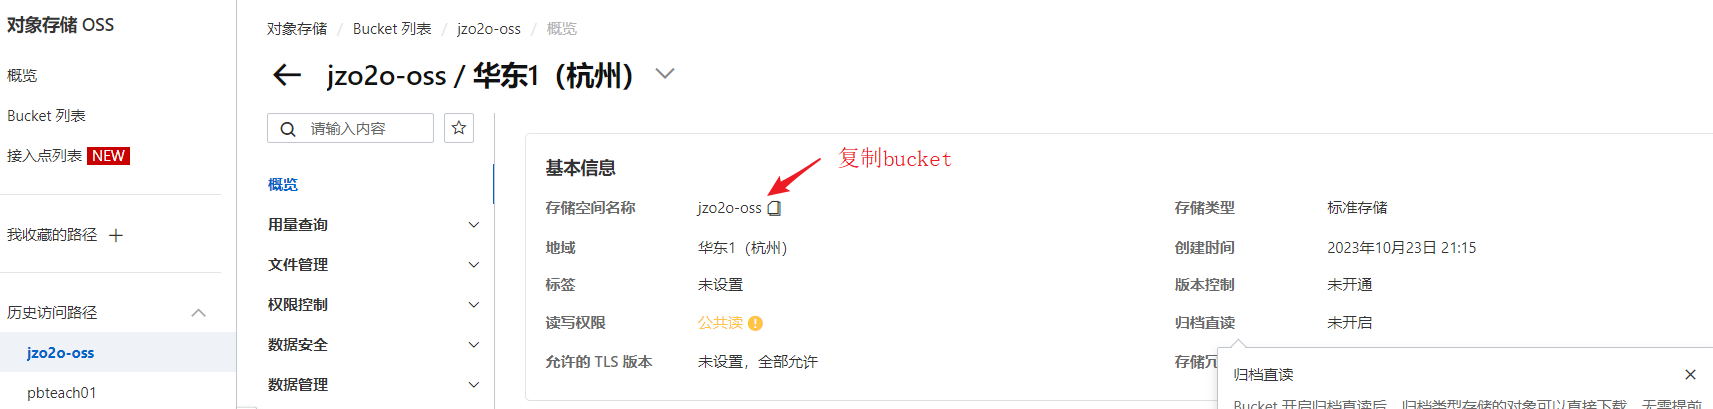 对象存储 OSS
概览
Bucket 列表
接入点列表 NEW
我收藏的路径
历史访问路径
jzo2o-oss
pbteach01
对象存储 / Bucket 列表 / jzo2o-oss / 概览
jzo2o-oss / 华东1（杭州）
请输入内容
概览
用量查询
文件管理
权限控制
数据安全
数据管理
基本信息
复制bucket
存储空间名称 jzo2o-oss 存储类型 标准存储
地域 华东1（杭州） 创建时间 2023年10月23日 21:15
标签 未设置 版本控制 未开通
读写权限 公共读 归档直读 未开启
允许的 TLS 版本 未设置，全部允许 存储冗
归档直读
Bucket 开启归档直读后，归档类型存储的对象可以直接下载，无需提前